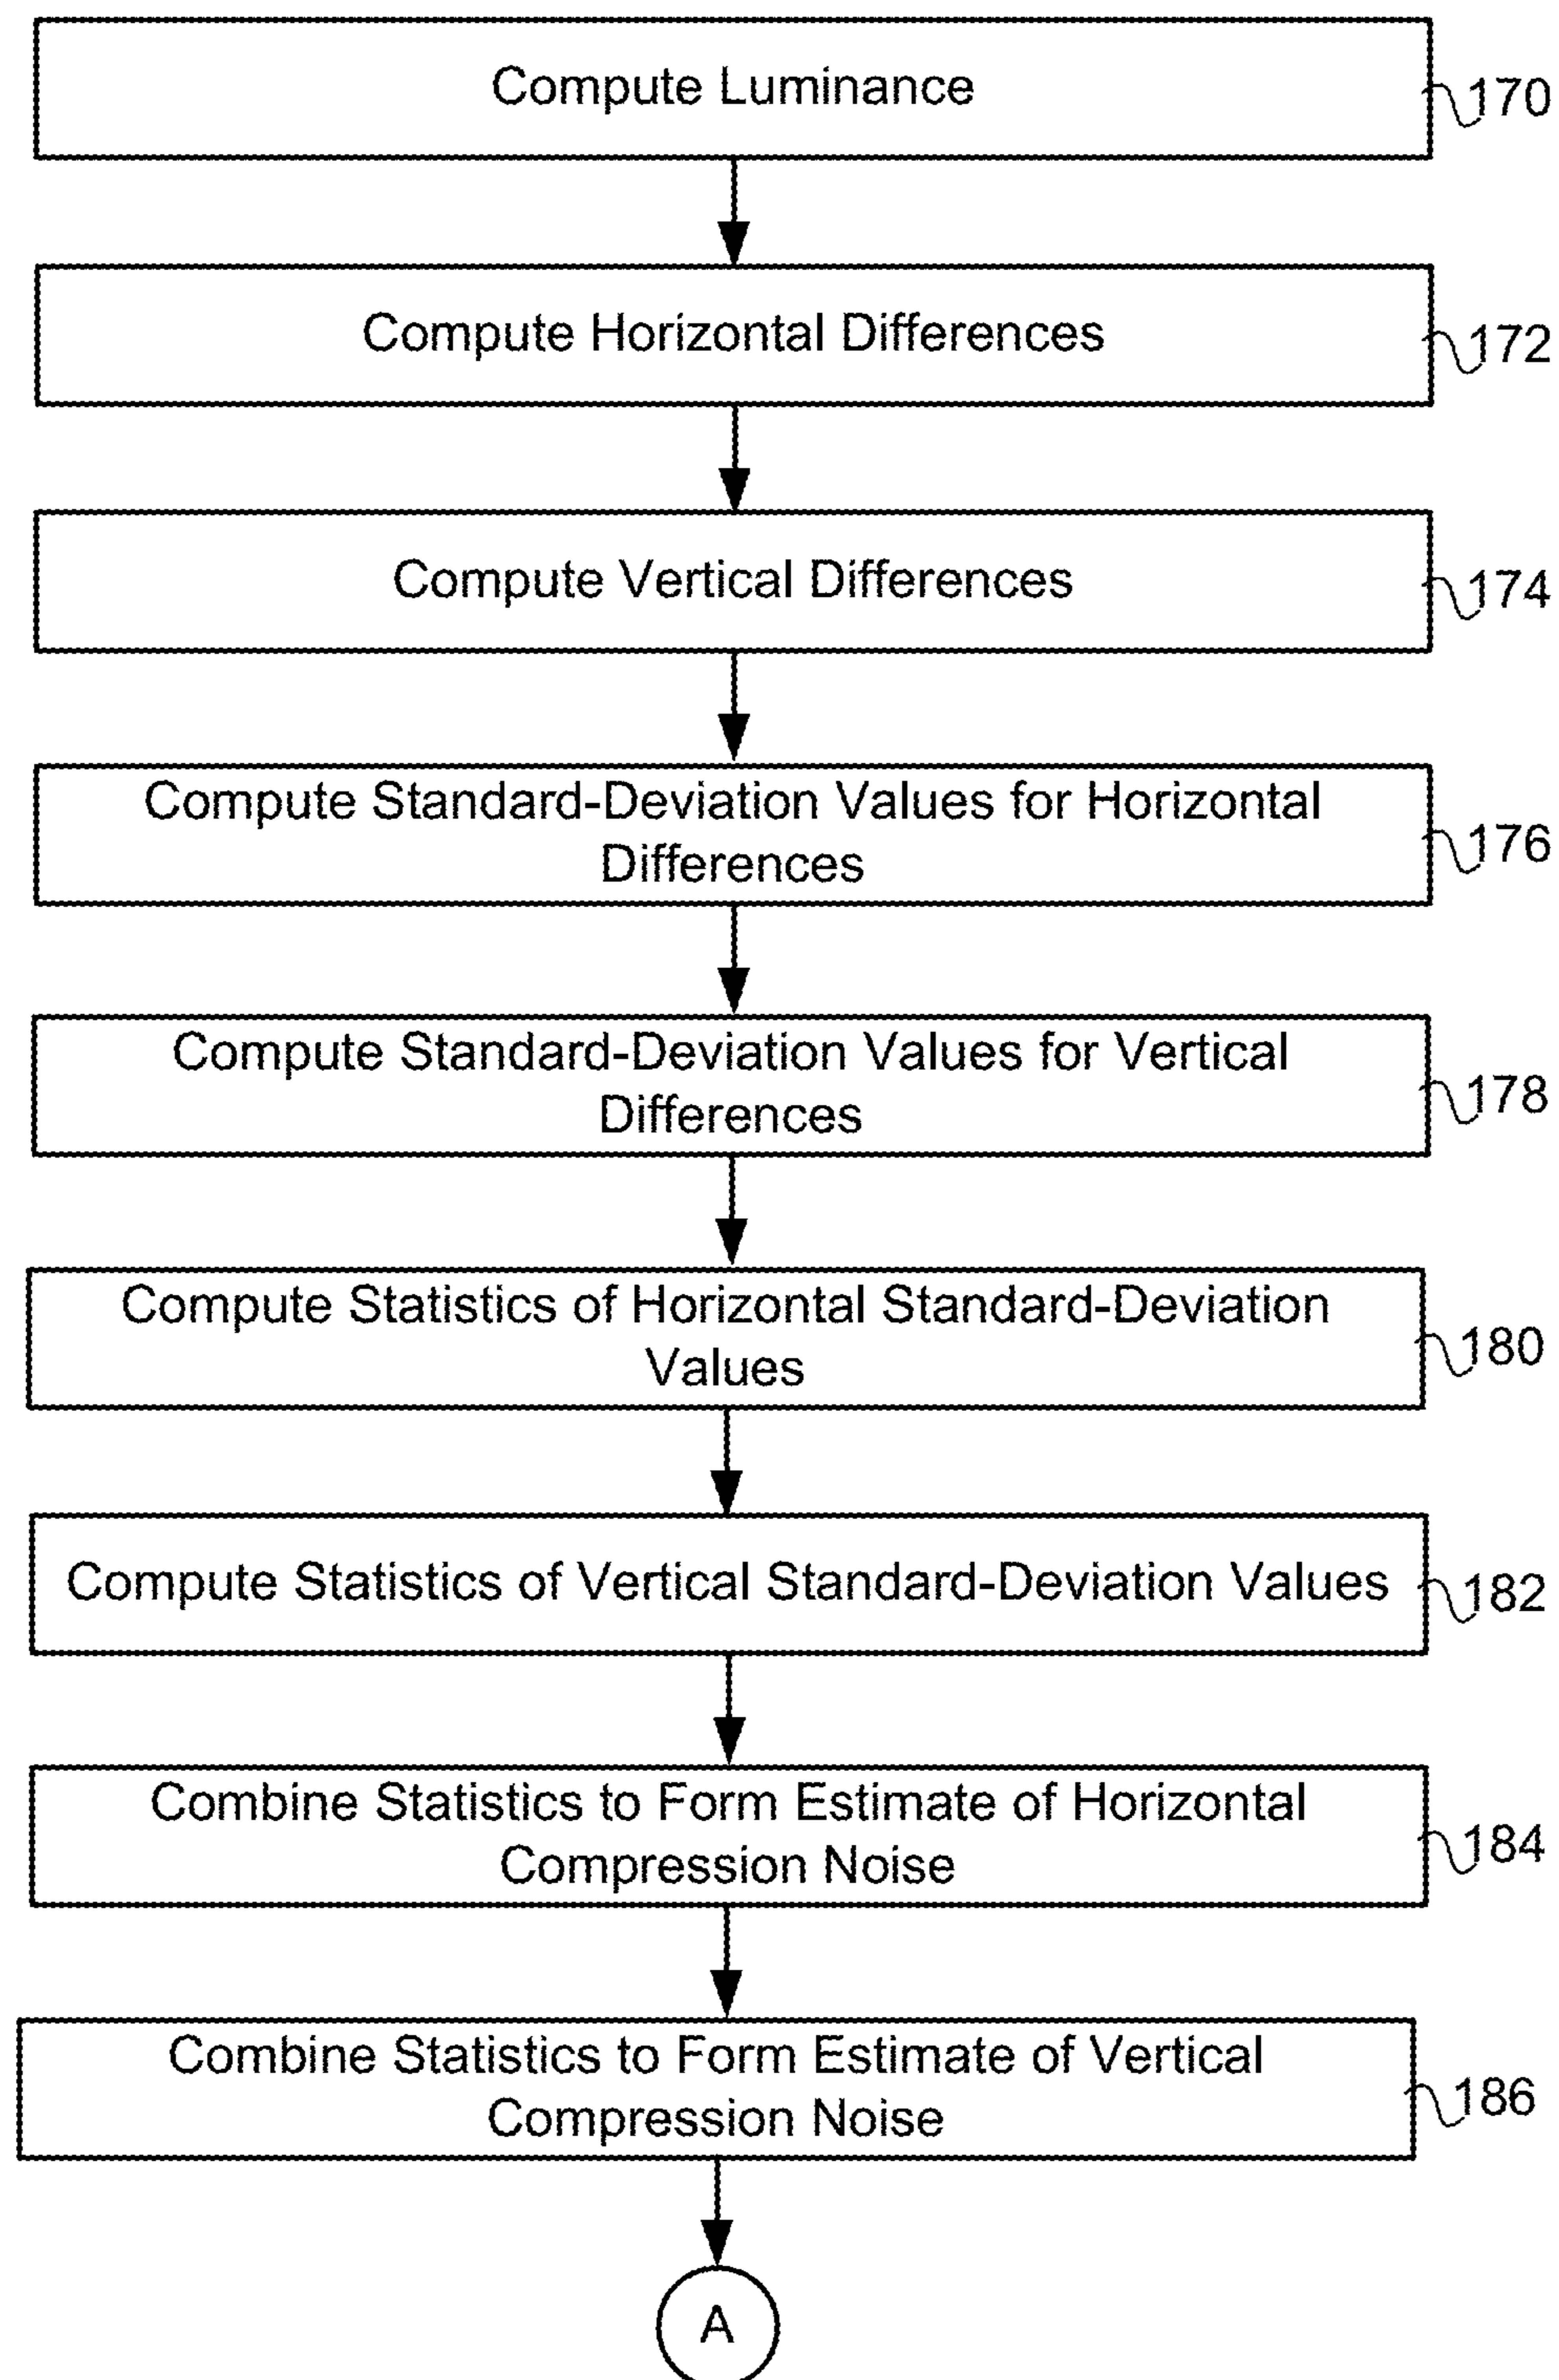 Compute Luminance
170
Compute Horizontal Differences
172
Compute Vertical Differences
174
Compute Standard-Deviation Values for Horizontal
Differences
176
Compute Standard-Deviation Values for Vertical
Differences
178
Compute Statistics of Horizontal Standard-Deviation
Values
180
Compute Statistics of Vertical Standard-Deviation Values
182
Combine Statistics to Form Estimate of Horizontal
Compression Noise
184
Combine Statistics to Form Estimate of Vertical
Compression Noise
186
A